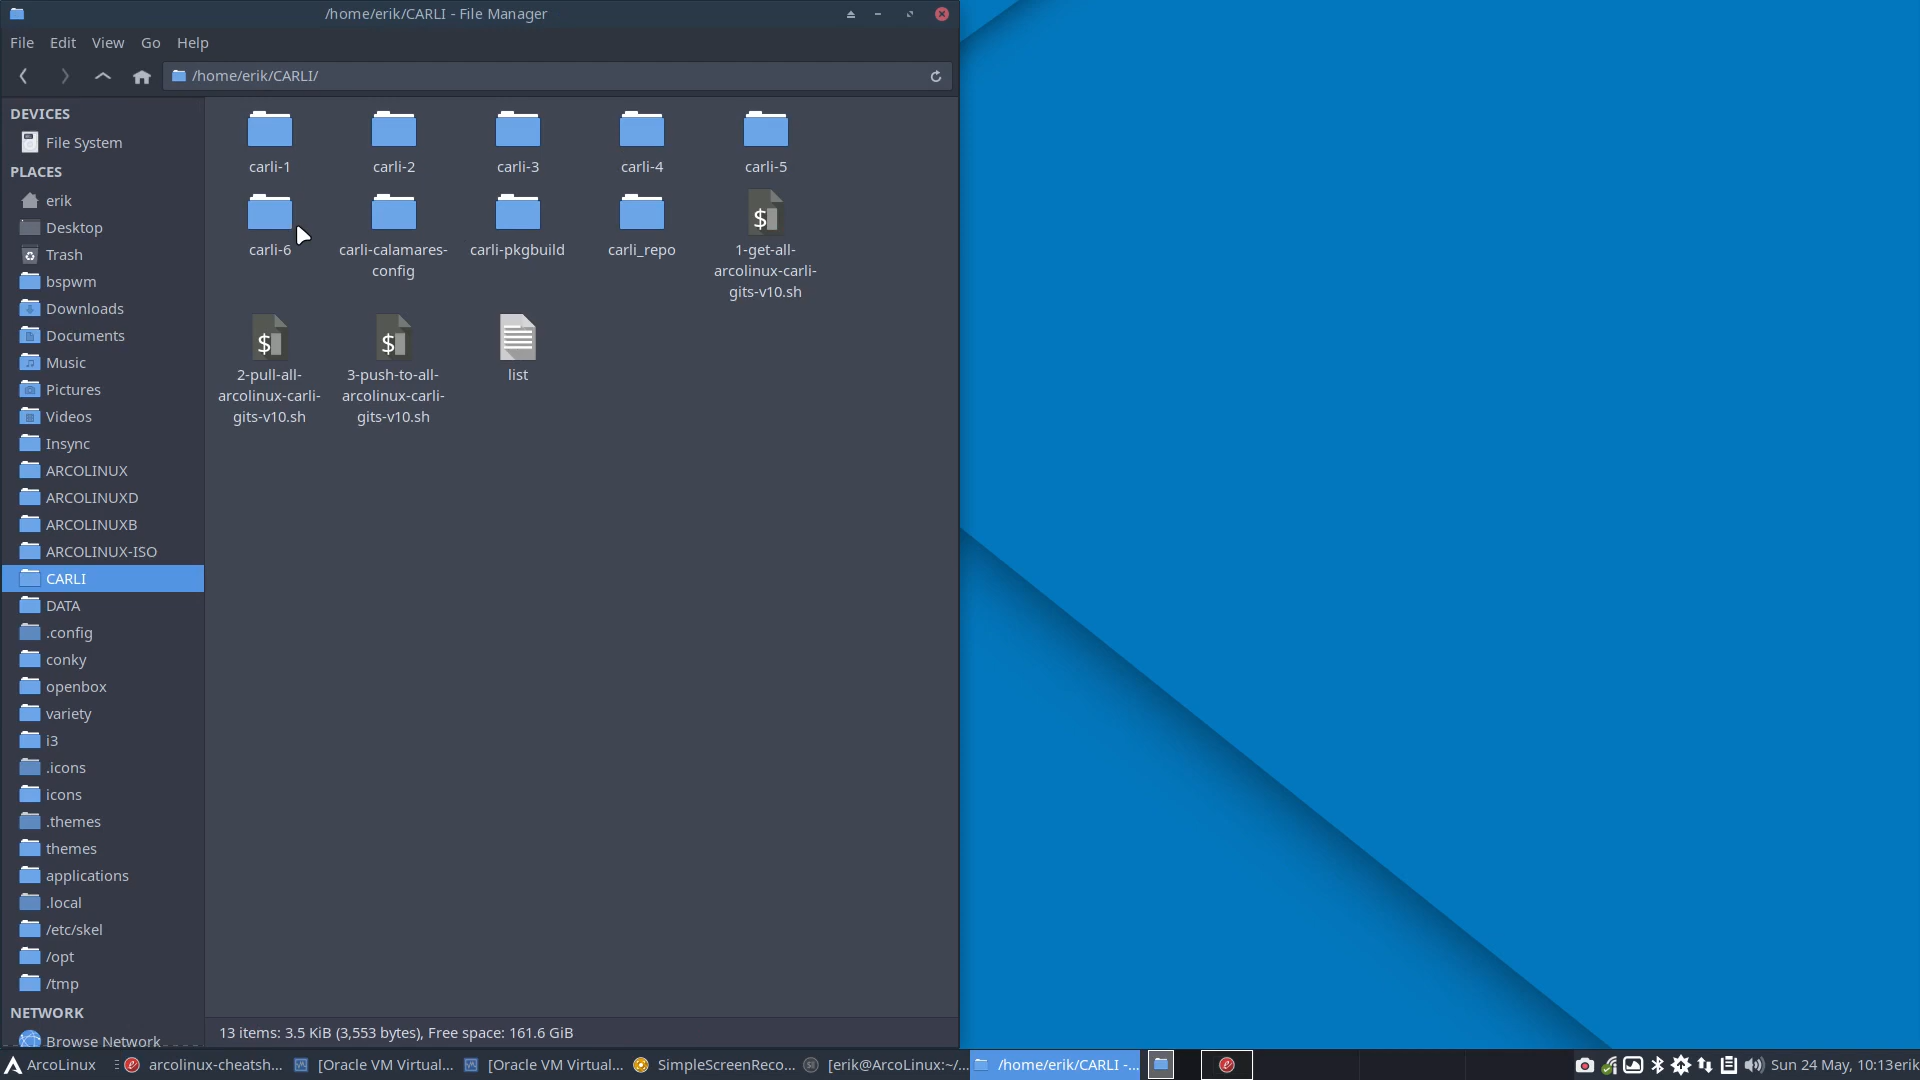 /home/erik/CARLI - File Manager
File Edit View Go Help
/home/erik/CARLI/
DEVICES
File System
PLACES
erik
Desktop
Trash
bspwm
Downloads
Documents
Music
Pictures
Videos
Insync
ARCOLINUX
ARCOLINUXD
ARCOLINUXB
ARCOLINUX-ISO
CARLI
DATA
.config
conky
openbox
variety
i3
.icons
icons
.themes
themes
applications
.local
/etc/skel
/opt
/tmp
NETWORK
Browse Network
carli-1
carli-2
carli-3
carli-4
carli-5
carli-6
carli-calamares-
config
carli-pkgbuild
carli_repo
$
1-get-all-
arcolinux-carli-
gits-v10.sh
$
2-pull-all-
arcolinux-carli-
gits-v10.sh
$
3-push-to-all-
arcolinux-carli-
gits-v10.sh
list
13 items: 3.5 KiB (3,553 bytes), Free space: 161.6 GiB
ArcoLinux arcolinux-cheatsh... [Oracle VM Virtual... [Oracle VM Virtual... SimpleScreenReco... [erik@ArcoLinux:~/... /home/erik/CARLI -... Sun 24 May, 10:13 erik